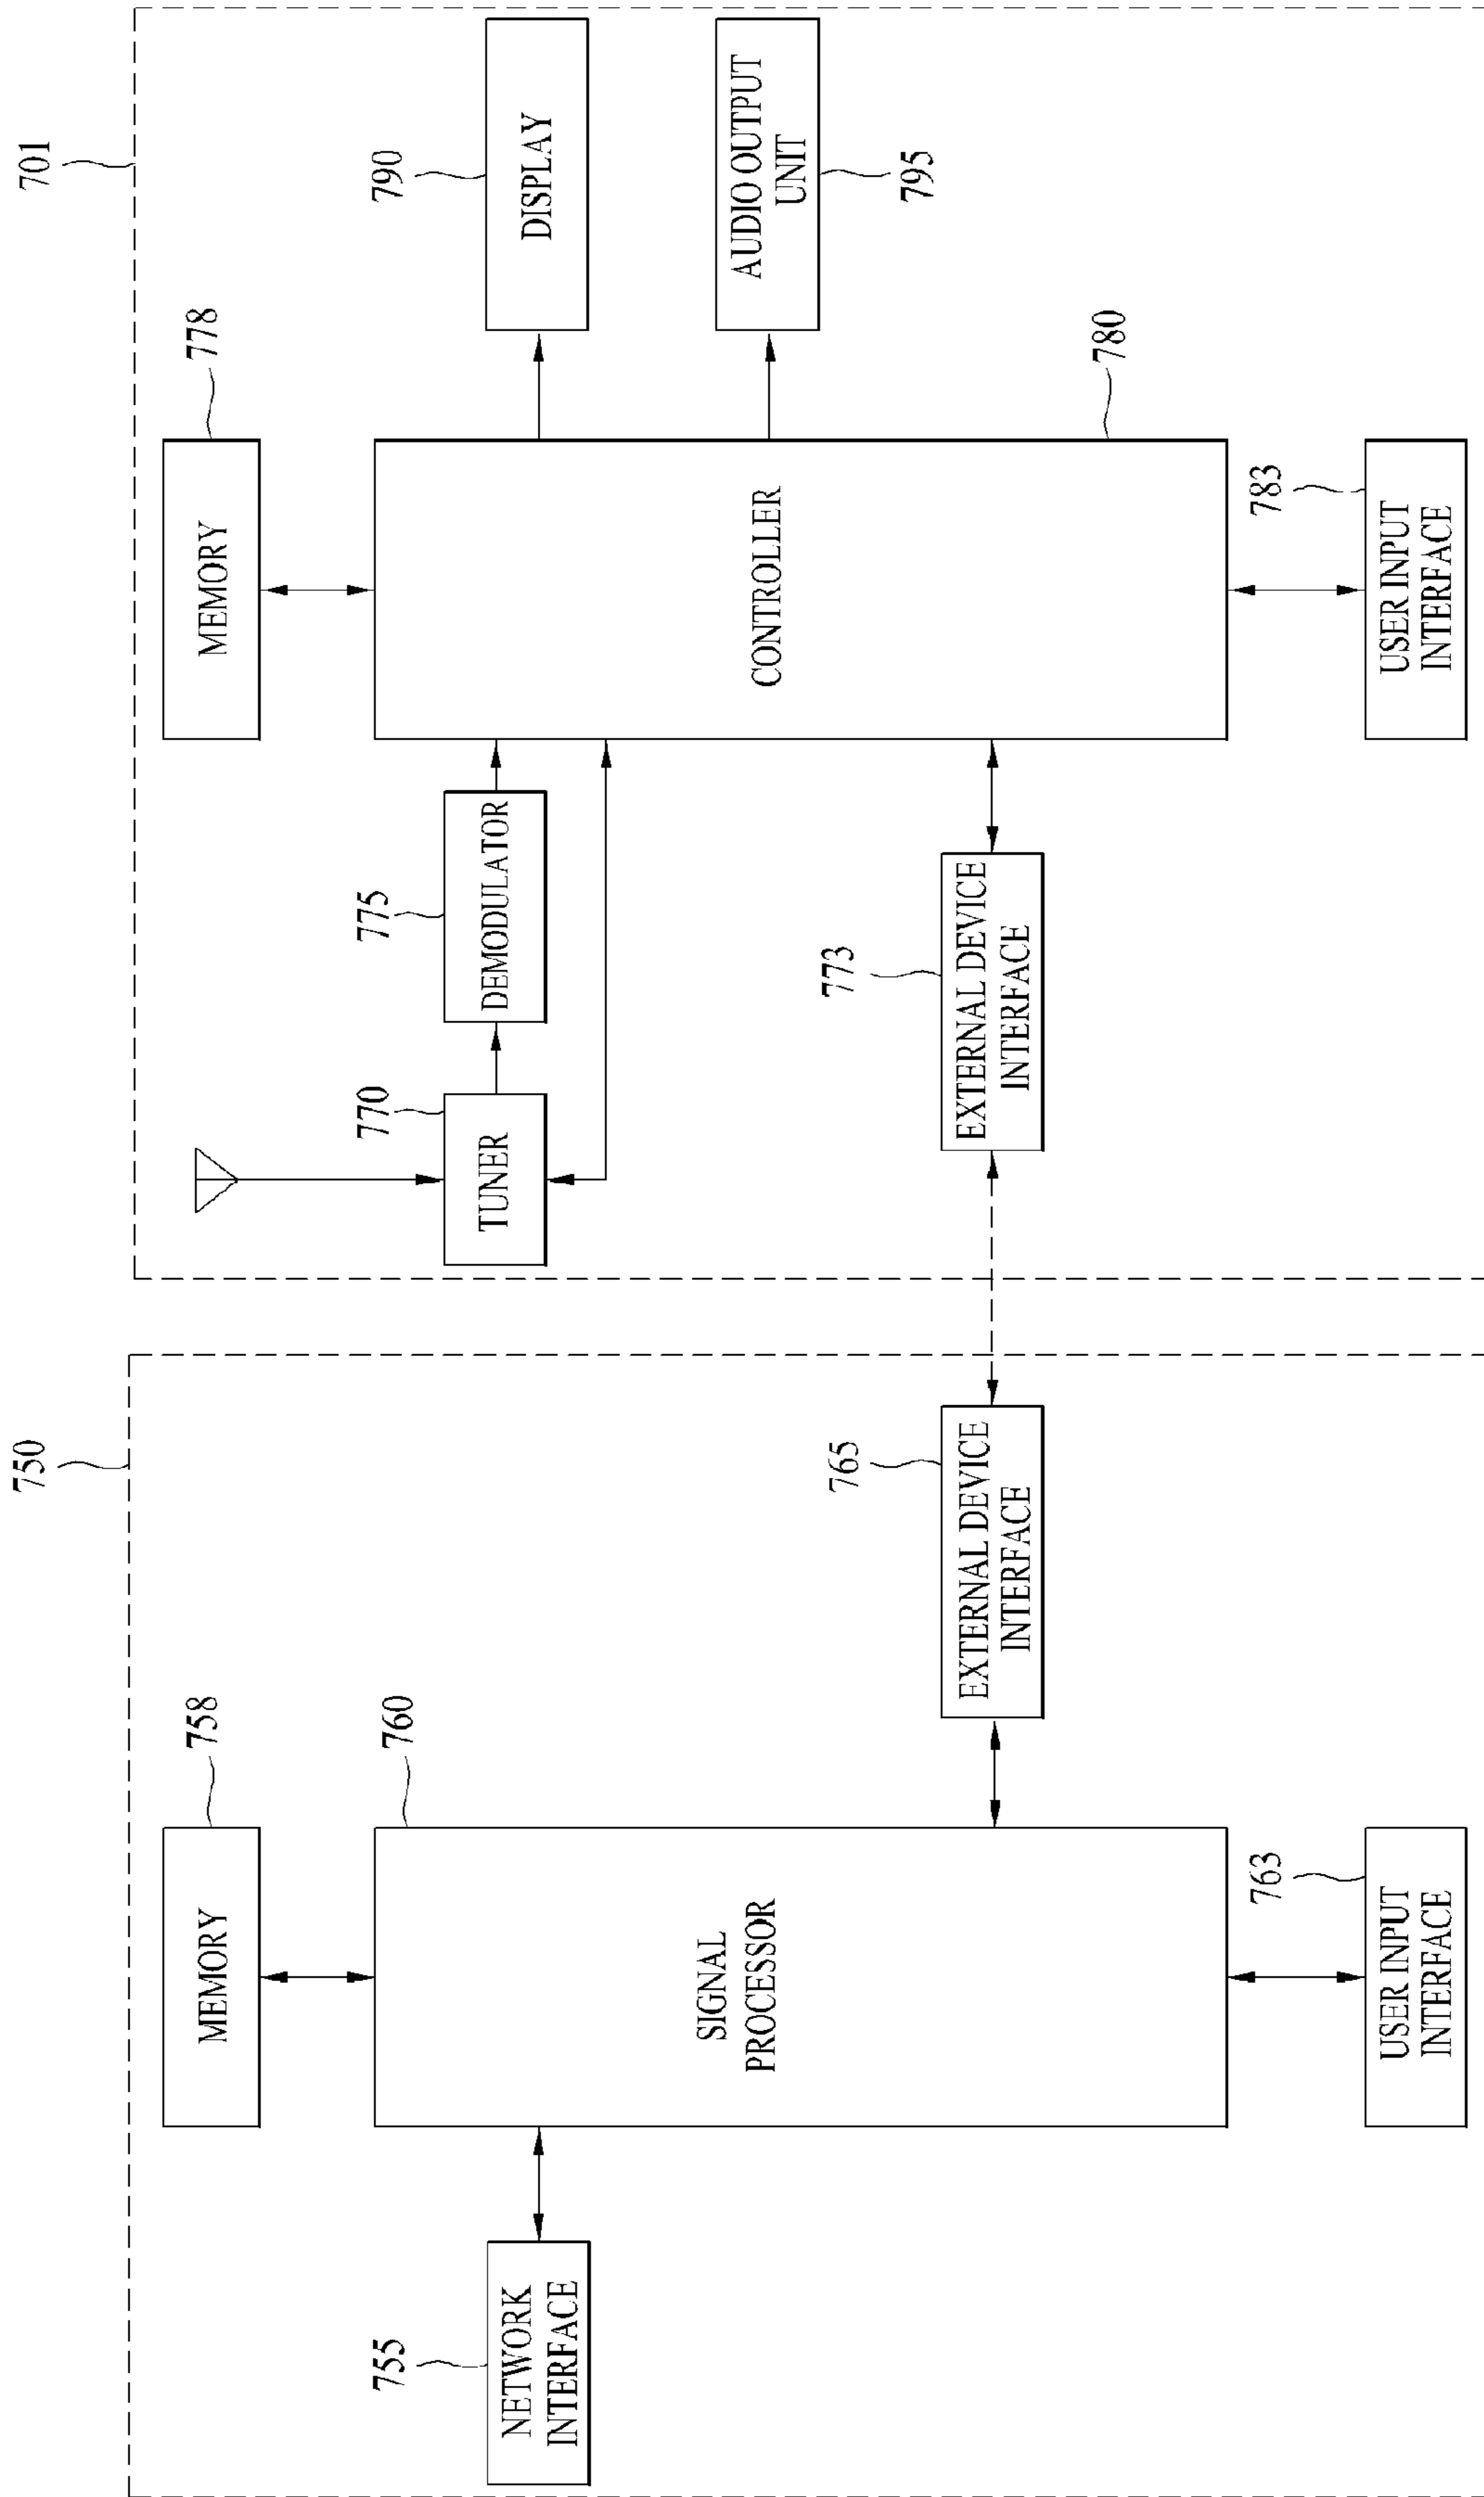 750
701
MEMORY
758
MEMORY
778
760
755
NETWORK
INTERFACE
SIGNAL
PROCESSOR
765
EXTERNAL DEVICE
INTERFACE
763
USER INPUT
INTERFACE
770
TUNER
775
DEMODULATOR
773
EXTERNAL DEVICE
INTERFACE
CONTROLLER
780
790
DISPLAY
AUDIO OUTPUT
UNIT
795
783
USER INPUT
INTERFACE